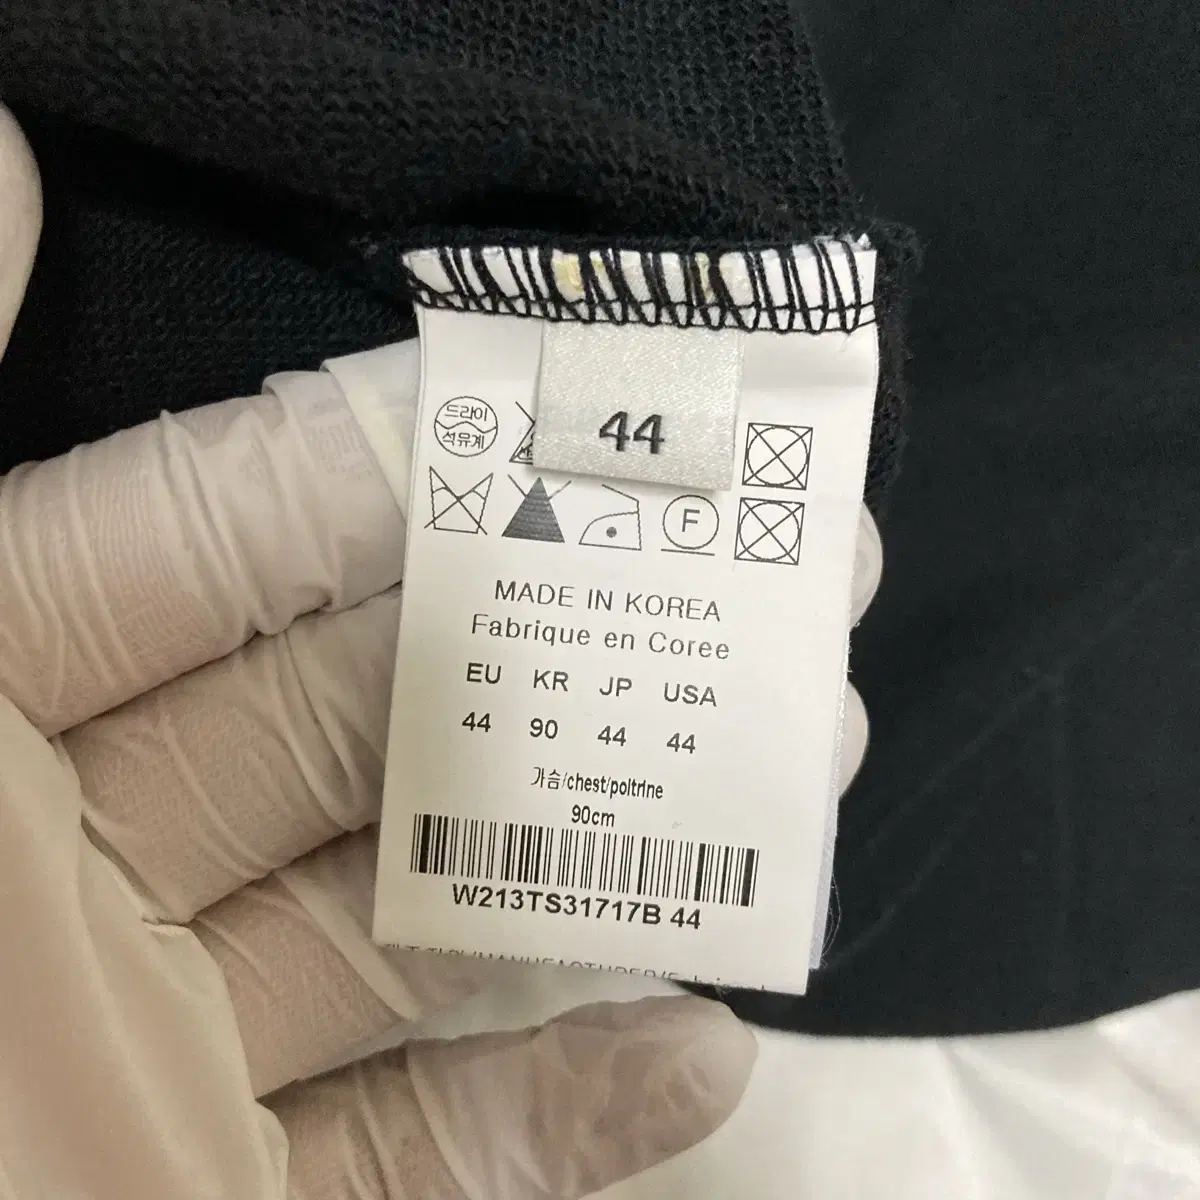 드라이
석유계
44
F
MADE IN KOREA
Fabrique en Coree
EU KR JP USA
44 90 44 44
가슴/chest/poltrine
90cm
W213TS31717B 44